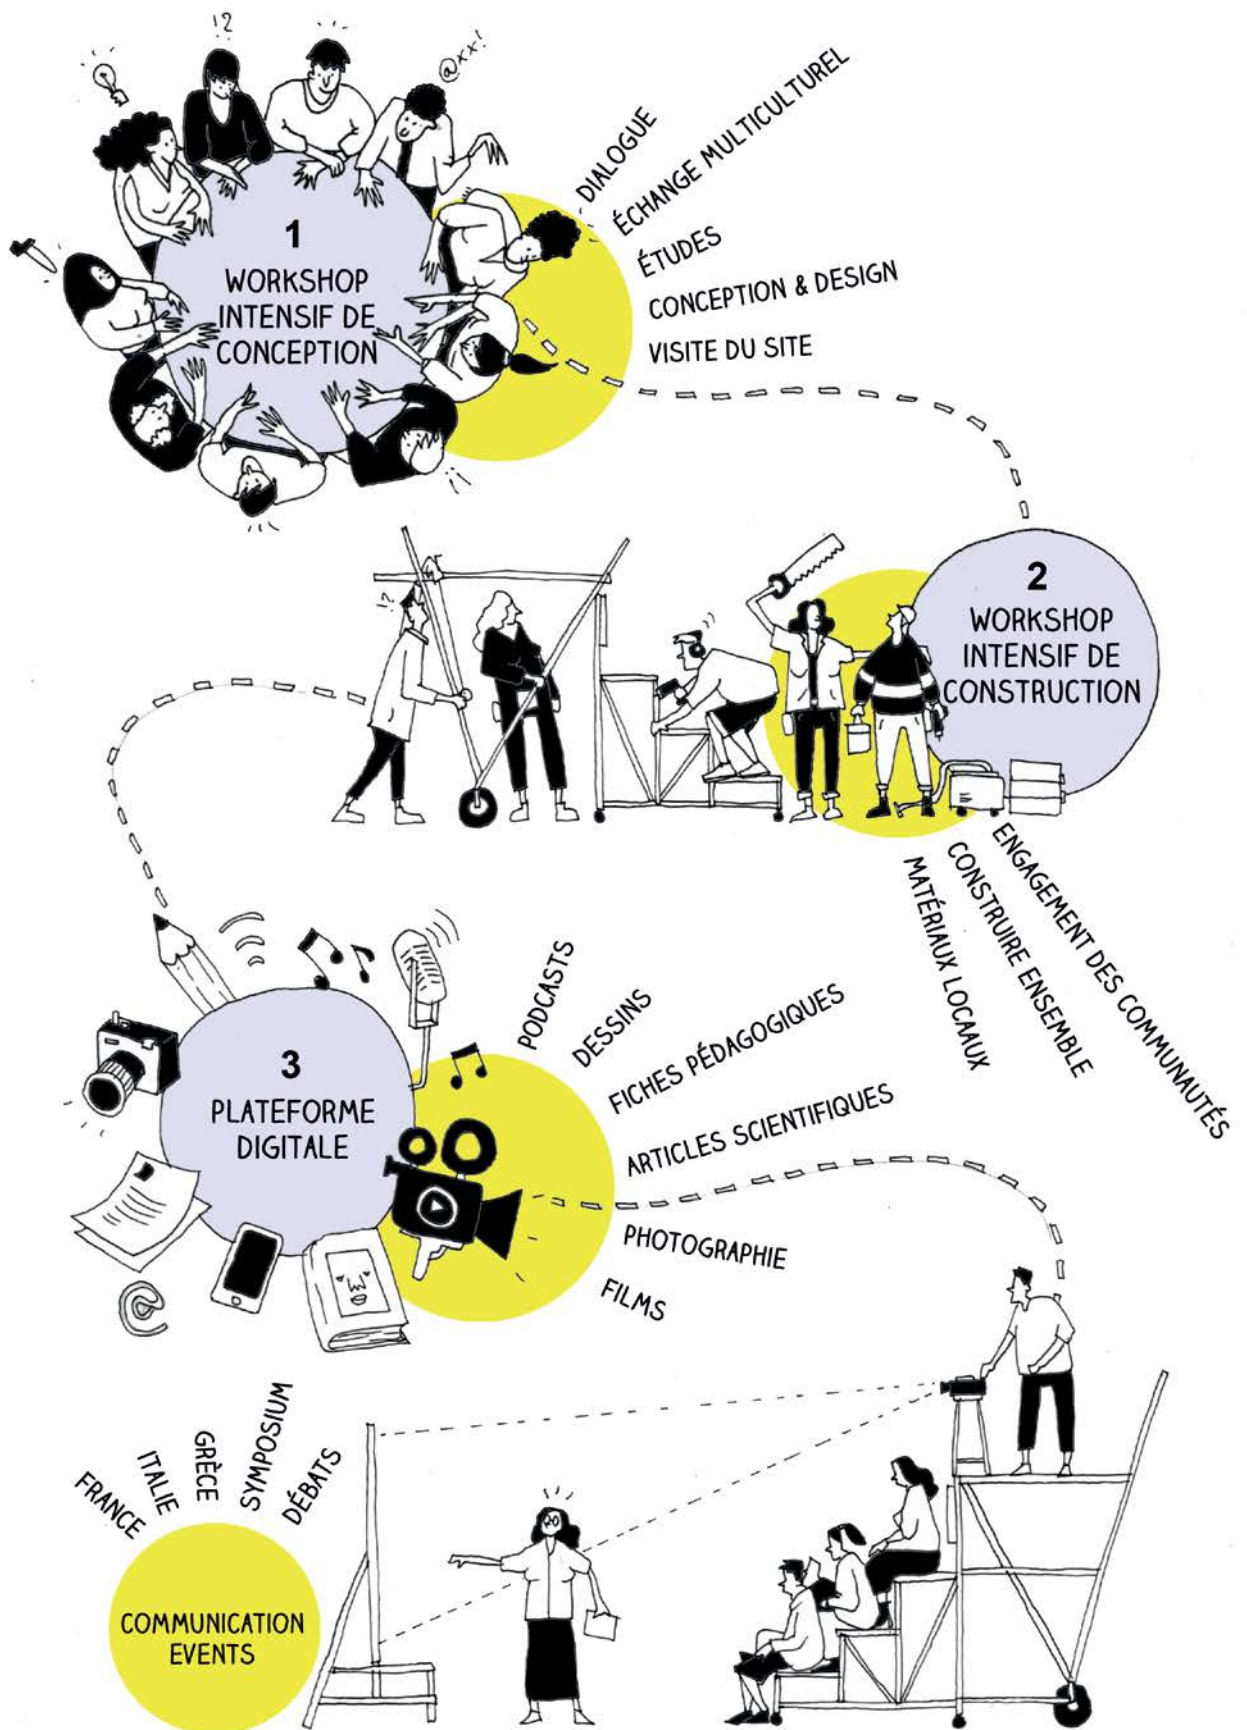 !?
@xx!
1
WORKSHOP
INTENSIF DE
CONCEPTION
DIALOGUE
ÉCHANGE MULTICULTUREL
ÉTUDES
CONCEPTION & DESIGN
VISITE DU SITE
!?
2
WORKSHOP
INTENSIF DE
CONSTRUCTION
MATÉRIAUX LOCAAUX
CONSTRUIRE ENSEMBLE
ENGAGEMENT DES COMMUNAUTÉS
3
PLATEFORME
DIGITALE
PODCASTS
DESSINS
FICHES PÉDAGOGIQUES
ARTICLES SCIENTIFIQUES
PHOTOGRAPHIE
FILMS
@
FRANCE
ITALIE
GRÈCE
SYMPOSIUM
DÉBATS
COMMUNICATION
EVENTS